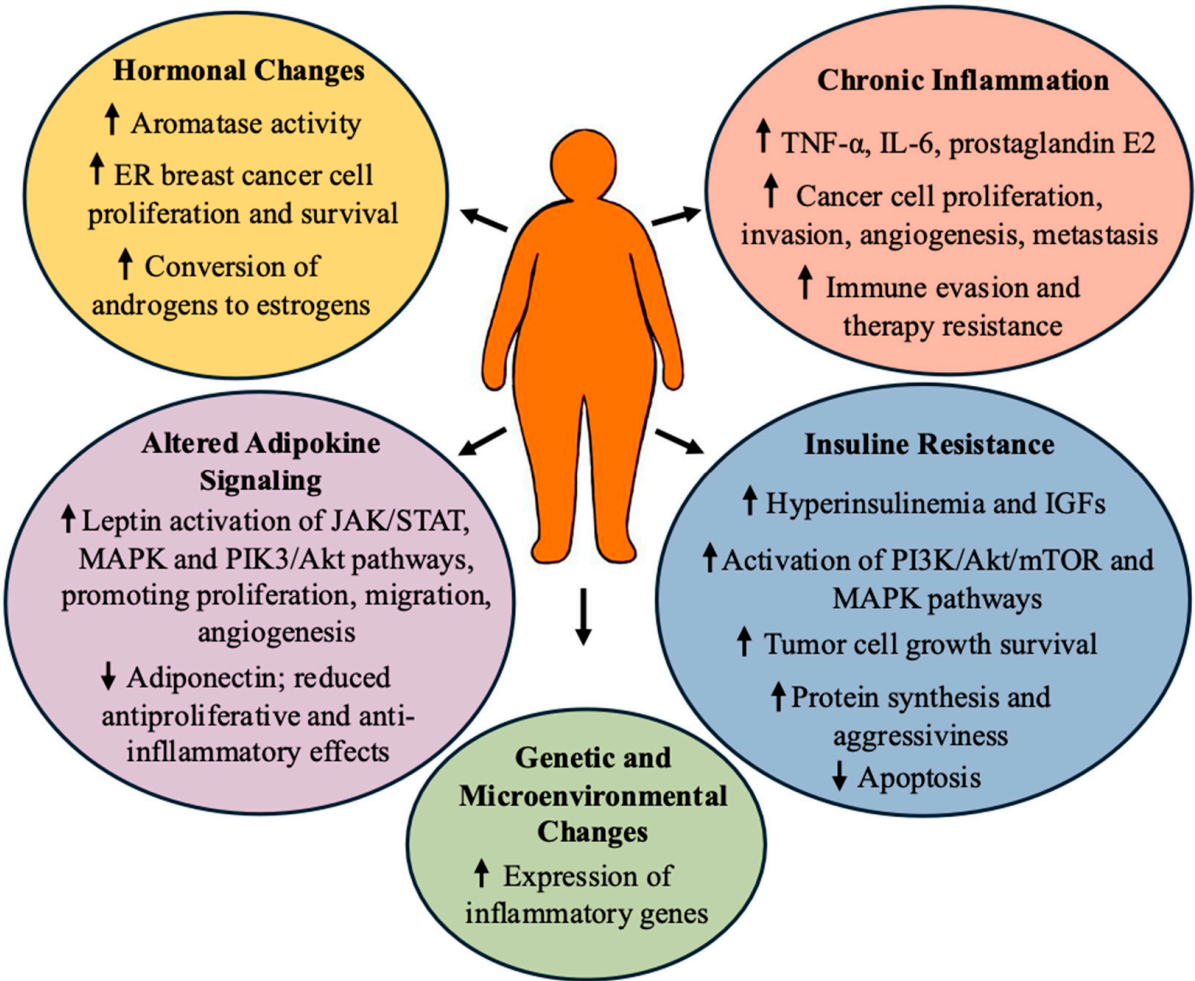 Hormonal Changes
↑ Aromatase activity
↑ ER breast cancer cell
proliferation and survival
↑ Conversion of
androgens to estrogens
Chronic Inflammation
↑ TNF-α, IL-6, prostaglandin E2
↑ Cancer cell proliferation,
invasion, angiogenesis, metastasis
↑ Immune evasion and
therapy resistance
Altered Adipokine
Signaling
↑ Leptin activation of JAK/STAT,
MAPK and PIK3/Akt pathways,
promoting proliferation, migration,
angiogenesis
↓ Adiponectin; reduced
antiproliferative and anti-
infllammatory effects
Insuline Resistance
↑ Hyperinsulinemia and IGFs
↑ Activation of PI3K/Akt/mTOR and
MAPK pathways
↑ Tumor cell growth survival
↑ Protein synthesis and
aggressiviness
↓ Apoptosis
Genetic and
Microenvironmental
Changes
↑ Expression of
inflammatory genes